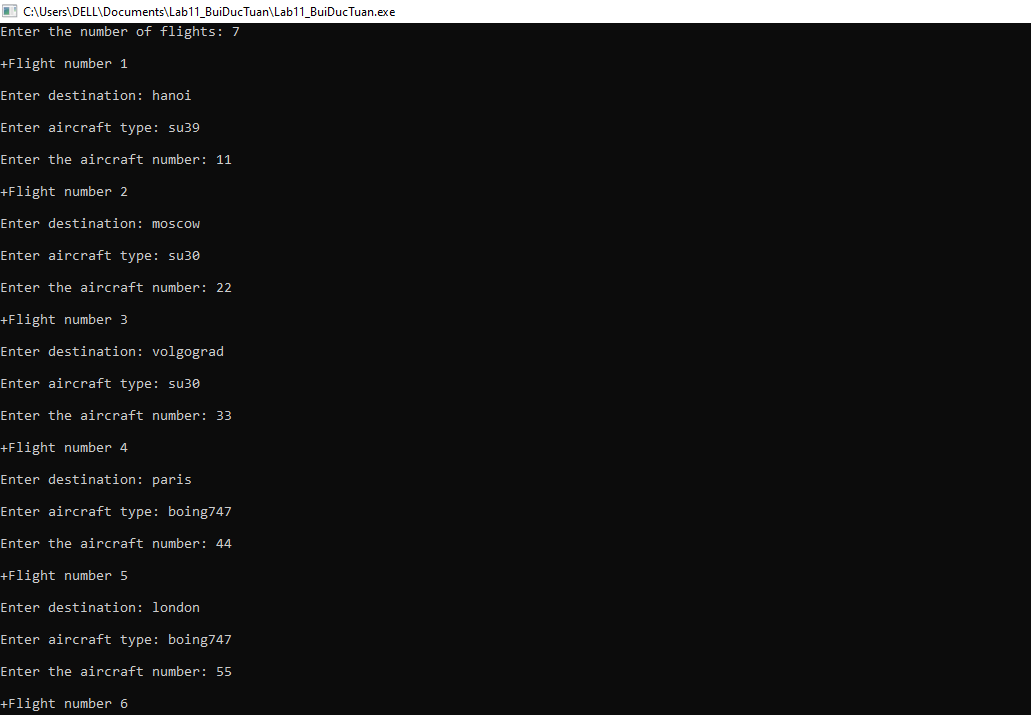 C:\Users\DELL\Documents\Lab11_BuiDucTuan\Lab11_BuiDucTuan.exe
Enter the number of flights: 7
+Flight number 1
Enter destination: hanoi
Enter aircraft type: su39
Enter the aircraft number: 11
+Flight number 2
Enter destination: moscow
Enter aircraft type: su30
Enter the aircraft number: 22
+Flight number 3
Enter destination: volgograd
Enter aircraft type: su30
Enter the aircraft number: 33
+Flight number 4
Enter destination: paris
Enter aircraft type: boing747
Enter the aircraft number: 44
+Flight number 5
Enter destination: london
Enter aircraft type: boing747
Enter the aircraft number: 55
+Flight number 6